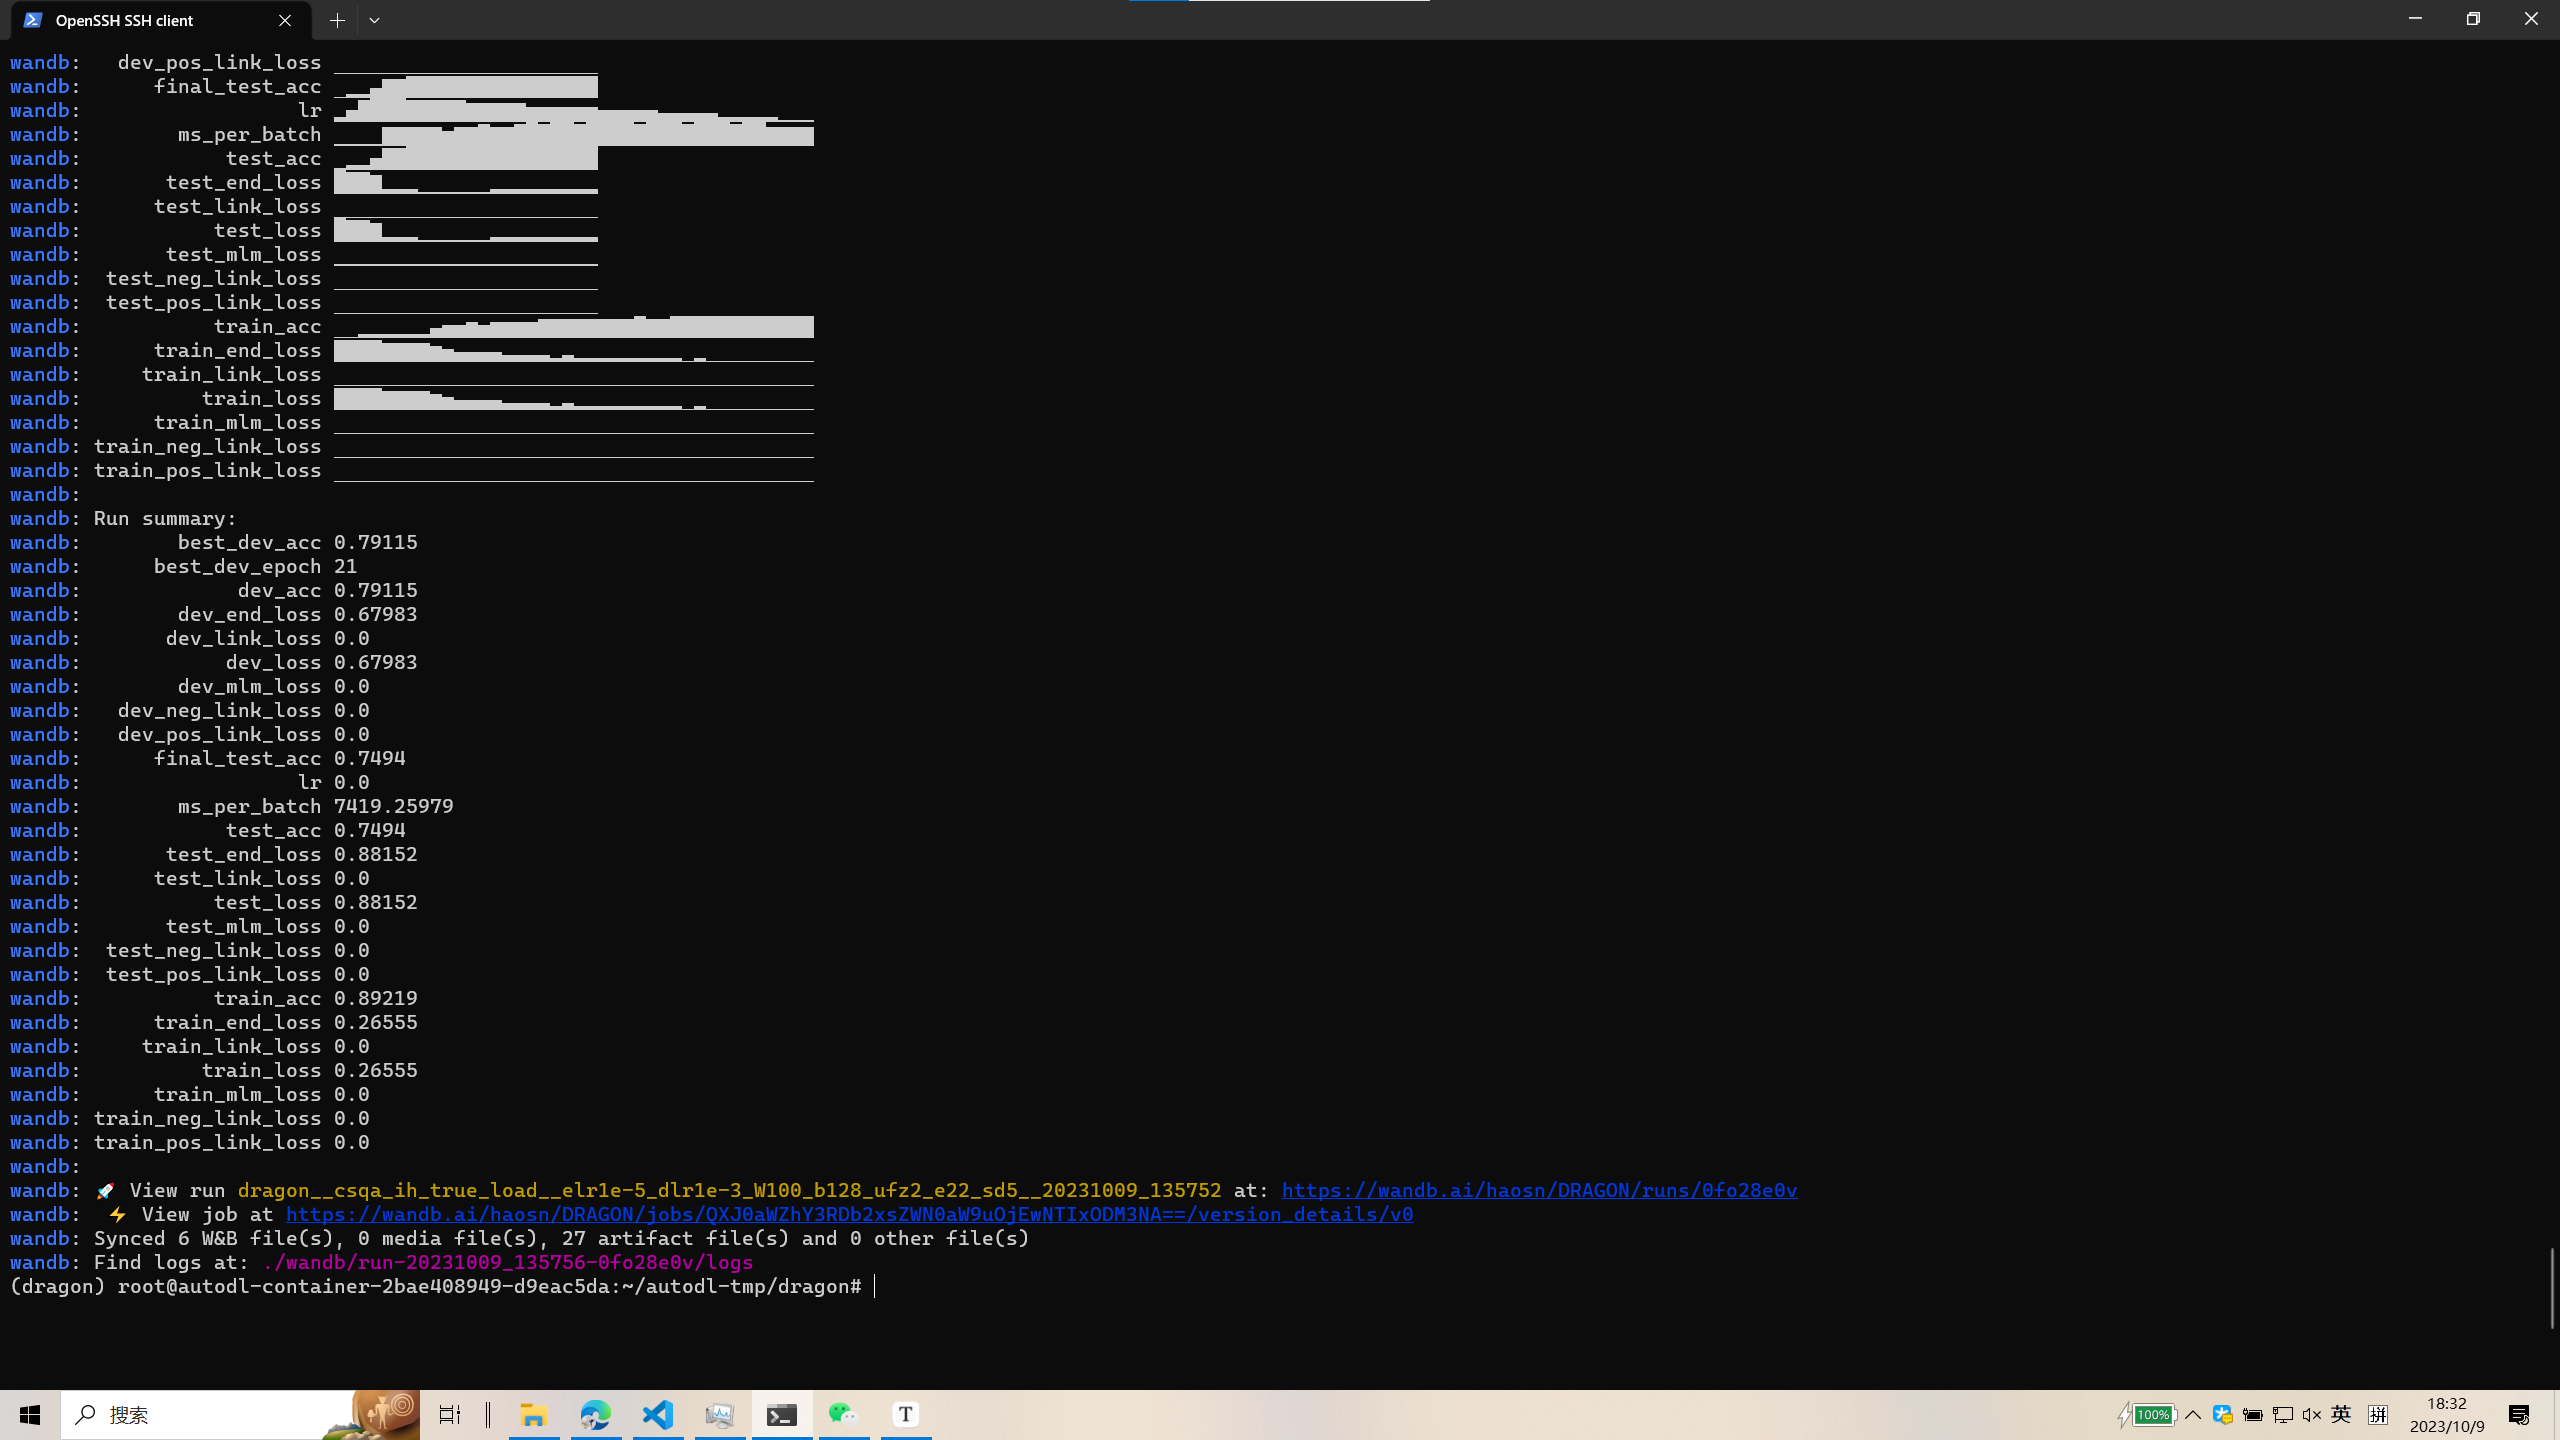 OpenSSH SSH client
wandb: dev_pos_link_loss
wandb: final_test_acc
wandb: lr
wandb: ms_per_batch
wandb: test_acc
wandb: test_end_loss
wandb: test_link_loss
wandb: test_loss
wandb: test_mlm_loss
wandb: test_neg_link_loss
wandb: test_pos_link_loss
wandb: train_acc
wandb: train_end_loss
wandb: train_link_loss
wandb: train_loss
wandb: train_mlm_loss
wandb: train_neg_link_loss
wandb: train_pos_link_loss
wandb:
wandb: Run summary:
wandb: best_dev_acc 0.79115
wandb: best_dev_epoch 21
wandb: dev_acc 0.79115
wandb: dev_end_loss 0.67983
wandb: dev_link_loss 0.0
wandb: dev_loss 0.67983
wandb: dev_mlm_loss 0.0
wandb: dev_neg_link_loss 0.0
wandb: dev_pos_link_loss 0.0
wandb: final_test_acc 0.7494
wandb: lr 0.0
wandb: ms_per_batch 7419.25979
wandb: test_acc 0.7494
wandb: test_end_loss 0.88152
wandb: test_link_loss 0.0
wandb: test_loss 0.88152
wandb: test_mlm_loss 0.0
wandb: test_neg_link_loss 0.0
wandb: test_pos_link_loss 0.0
wandb: train_acc 0.89219
wandb: train_end_loss 0.26555
wandb: train_link_loss 0.0
wandb: train_loss 0.26555
wandb: train_mlm_loss 0.0
wandb: train_neg_link_loss 0.0
wandb: train_pos_link_loss 0.0
wandb:
wandb: 🚀 View run dragon__csqa_ih_true_load__elr1e-5_dlr1e-3_W100_b128_ufz2_e22_sd5__20231009_135752 at: https://wandb.ai/haosn/DRAGON/runs/0fo28e0v
wandb: ⚡ View job at https://wandb.ai/haosn/DRAGON/jobs/QXJ0aWZhY3RDb2xsZWN0aW9uOjEwNTIxODM3NA==/version_details/v0
wandb: Synced 6 W&B file(s), 0 media file(s), 27 artifact file(s) and 0 other file(s)
wandb: Find logs at: ./wandb/run-20231009_135756-0fo28e0v/logs
(dragon) root@autodl-container-2bae408949-d9eac5da:~/autodl-tmp/dragon#
搜索
T
100%
英
拼
18:32
2023/10/9